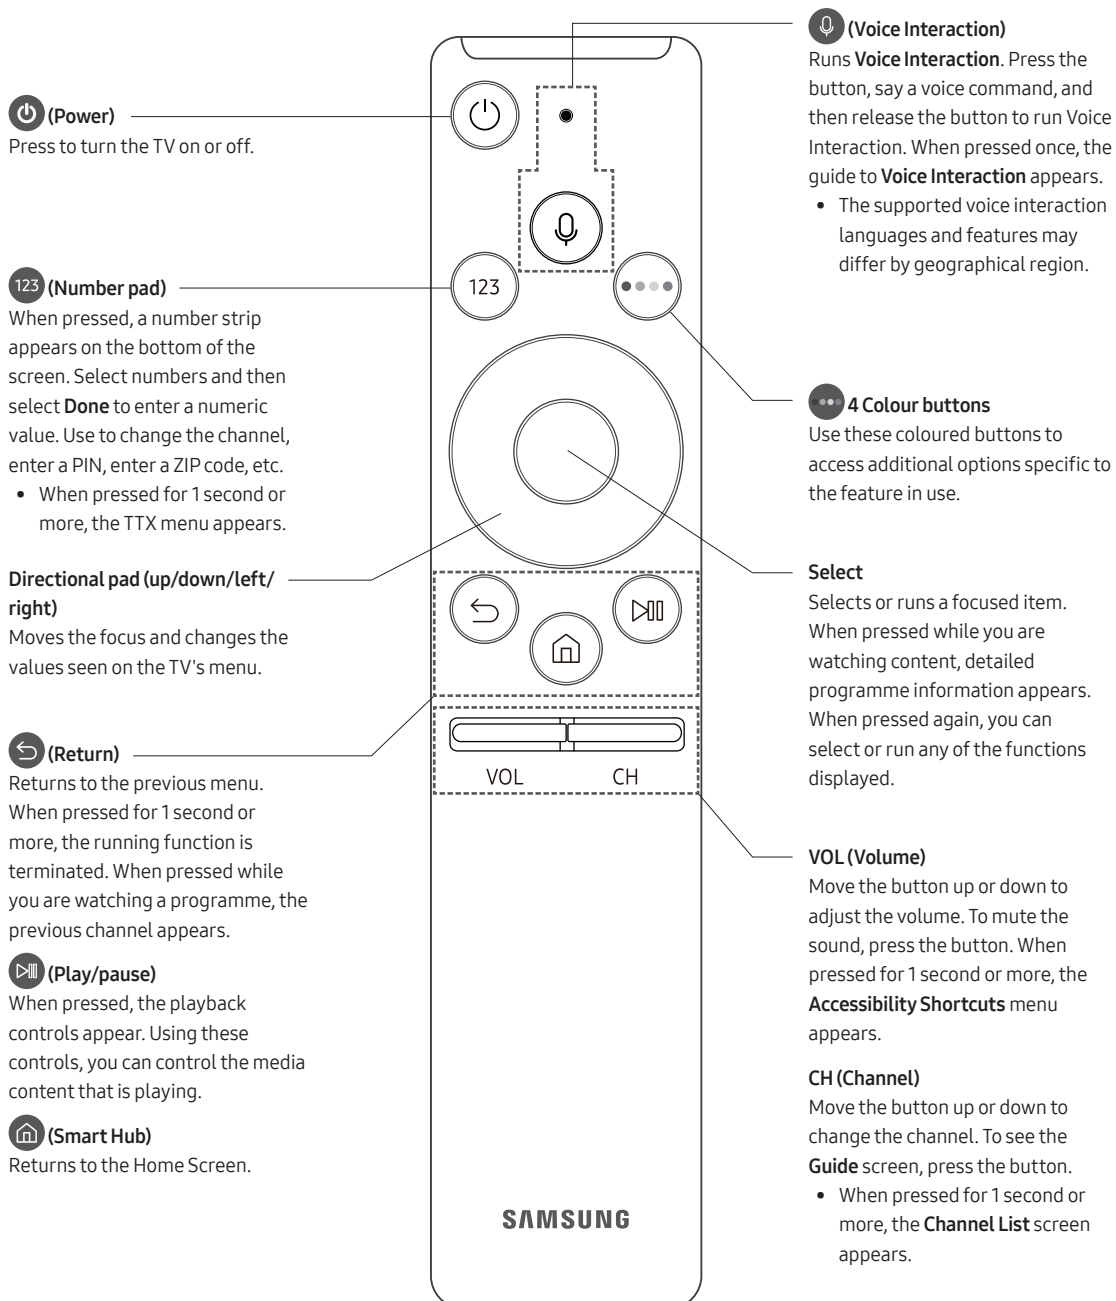 (Power)
Press to turn the TV on or off.
123 (Number pad)
When pressed, a number strip
appears on the bottom of the
screen. Select numbers and then
select Done to enter a numeric
value. Use to change the channel,
enter a PIN, enter a ZIP code, etc.
• When pressed for 1 second or
more, the TTX menu appears.
Directional pad (up/down/left/
right)
Moves the focus and changes the
values seen on the TV's menu.
(Return)
Returns to the previous menu.
When pressed for 1 second or
more, the running function is
terminated. When pressed while
you are watching a programme, the
previous channel appears.
(Play/pause)
When pressed, the playback
controls appear. Using these
controls, you can control the media
content that is playing.
(Smart Hub)
Returns to the Home Screen.
123
VOL CH
SAMSUNG
(Voice Interaction)
Runs Voice Interaction. Press the
button, say a voice command, and
then release the button to run Voice
Interaction. When pressed once, the
guide to Voice Interaction appears.
• The supported voice interaction
languages and features may
differ by geographical region.
4 Colour buttons
Use these coloured buttons to
access additional options specific to
the feature in use.
Select
Selects or runs a focused item.
When pressed while you are
watching content, detailed
programme information appears.
When pressed again, you can
select or run any of the functions
displayed.
VOL (Volume)
Move the button up or down to
adjust the volume. To mute the
sound, press the button. When
pressed for 1 second or more, the
Accessibility Shortcuts menu
appears.
CH (Channel)
Move the button up or down to
change the channel. To see the
Guide screen, press the button.
• When pressed for 1 second or
more, the Channel List screen
appears.